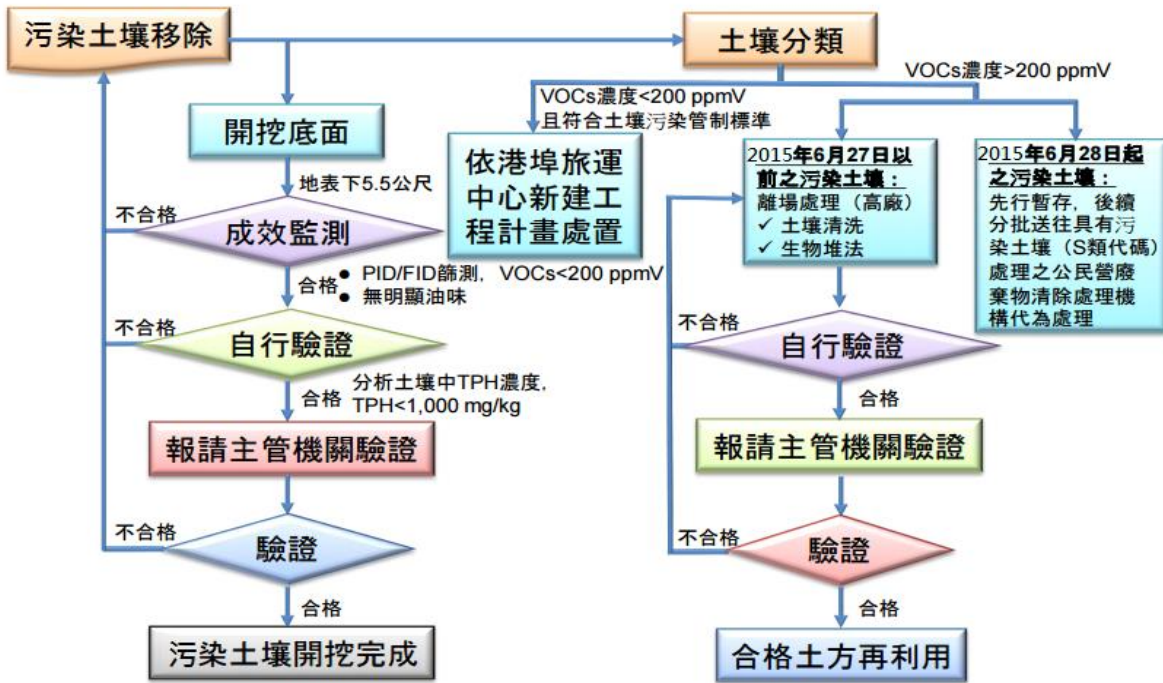 污染土壤移除
土壤分類
VOCs濃度>200 ppmV
VOCs濃度<200 ppmV
且符合土壤污染管制標準
開挖底面
地表下5.5公尺
不合格
成效監測
合格
● PID/FID篩測, VOCs<200 ppmV
● 無明顯油味
不合格
自行驗證
合格
分析土壤中TPH濃度,
TPH<1,000 mg/kg
報請主管機關驗證
不合格
驗證
合格
污染土壤開挖完成
依港埠旅運
中心新建工
程計畫處置
2015年6月27日以
前之污染土壤：
離場處理（高廠）
✓ 土壤清洗
✓ 生物堆法
2015年6月28日起
之污染土壤：
先行暫存, 後續
分批送往具有污
染土壤（S類代碼）
處理之公民營廢
棄物清除處理機
構代為處理
不合格
自行驗證
合格
報請主管機關驗證
不合格
驗證
合格
合格土方再利用